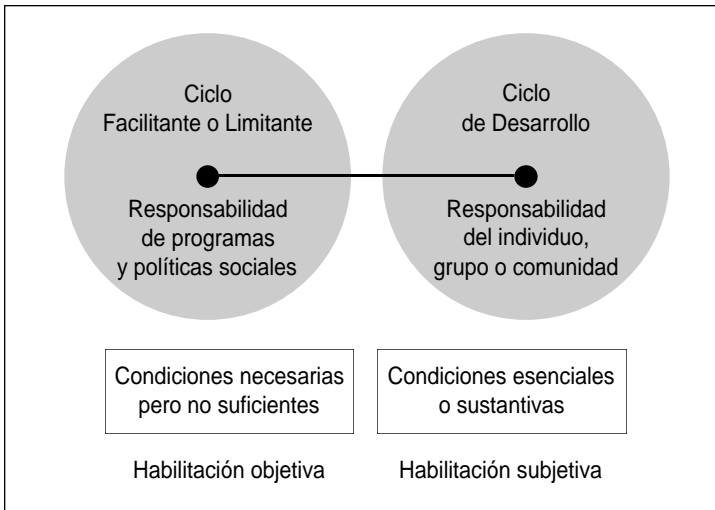 Ciclo
Facilitante o Limitante
Responsabilidad
de programas
y políticas sociales
Ciclo
de Desarrollo
Responsabilidad
del individuo,
grupo o comunidad
Condiciones necesarias
pero no suficientes
Condiciones esenciales
o sustantivas
Habilitación objetiva
Habilitación subjetiva